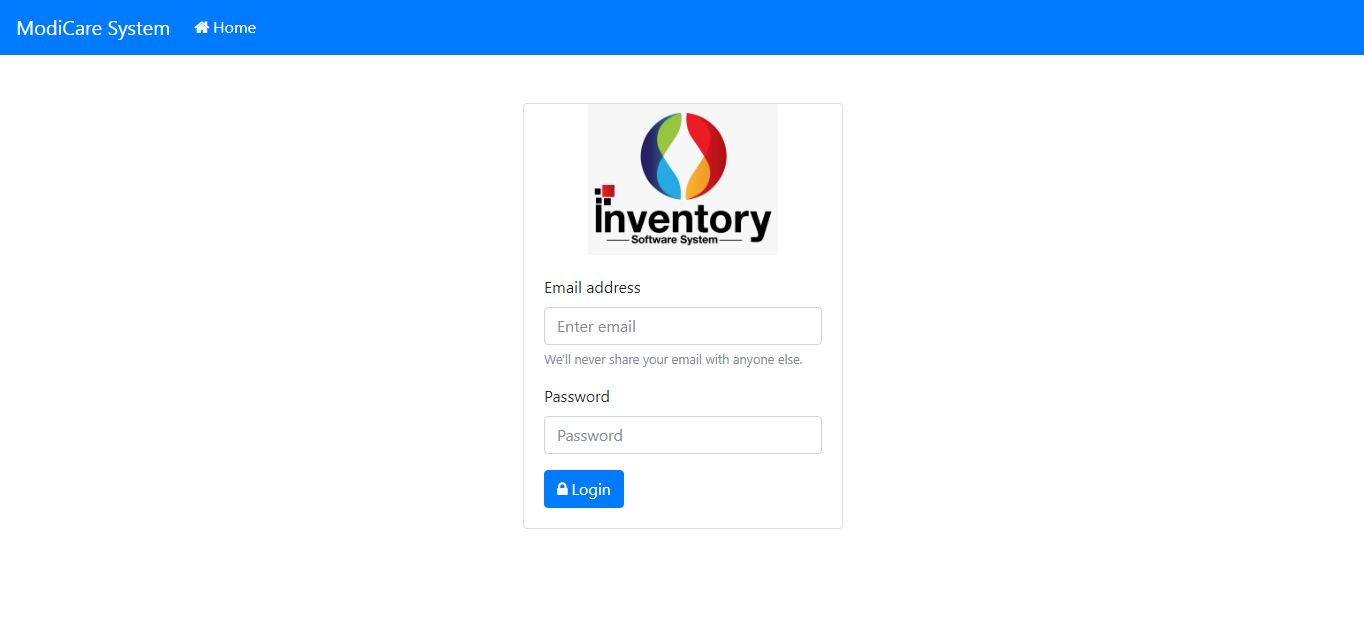 ModiCare System Home
inventory
Software System
Email address
Enter email
We'll never share your email with anyone else.
Password
Password
Login